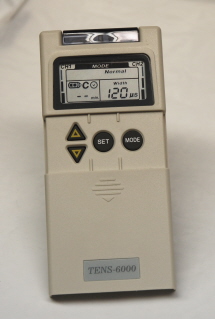 CH1 MODE CH2
Normal
Width
C
120 µS
SET MODE
TENS-6000